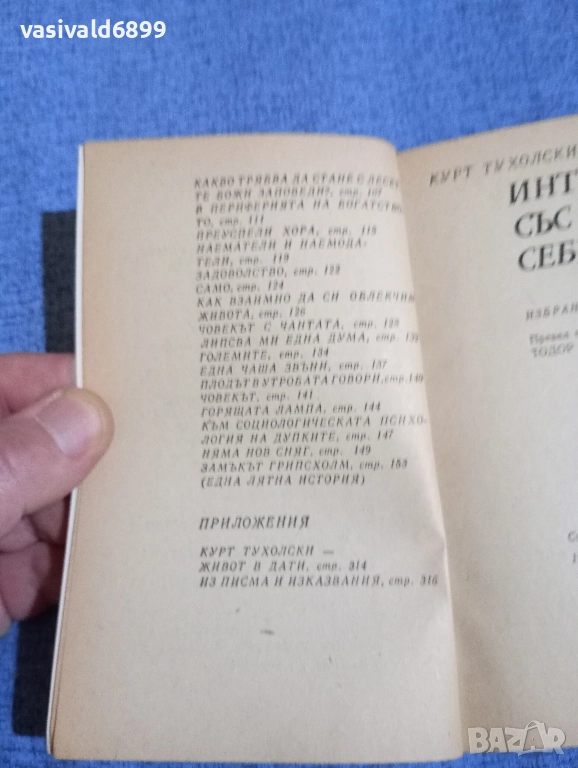 vasivald6899
КАКВО ТРЯБВА ДА СТАНЕ С ДЕСЕТ-
ТЕ БОЖИ ЗАПОВЕДИ?, стр. 107
В ПЕРИФЕРИЯТА НА БОГАТСТВО-
ТО, стр. 111
ПРЕУСПЕЛИ ХОРА, стр. 115
НАЕМАТЕЛИ И НАЕМОДА-
ТЕЛИ, стр. 119
ЗАДОВОЛСТВО, стр. 122
САМО, стр. 124
КАК ВЗАИМНО ДА СИ ОБЛЕКЧИМ
ЖИВОТА, стр. 126
ЧОВЕКЪТ С ЧАНТАТА, стр. 128
ЛИПСВА МИ ЕДНА ДУМА, стр.
ГОЛЕМИТЕ, стр. 134
ЕДНА ЧАША ЗВЪНИ, стр. 137
ПЛОДЪТ В УТРОБАТА ГОВОРИ, стр. 140
ЧОВЕКЪТ, стр. 141
ГОРЯЩАТА ЛАМПА, стр. 144
КЪМ СОЦИОЛОГИЧЕСКАТА ПСИХО-
ЛОГИЯ НА ДУПКИТЕ, стр. 147
НЯМА НОВ СНЯГ, стр. 149
ЗАМЪКЪТ ГРИПСХОЛМ, стр. 153
(ЕДНА ЛЯТНА ИСТОРИЯ)
ПРИЛОЖЕНИЯ
КУРТ ТУХОЛСКИ —
ЖИВОТ В ДАТИ, стр. 314
ИЗ ПИСМА И ИЗКАЗВАНИЯ, стр. 316
КУРТ ТУХОЛСКИ
ИНТ
СЪС
СЕБ
ИЗБРАН
Превел
ТОДОР
BAZAR